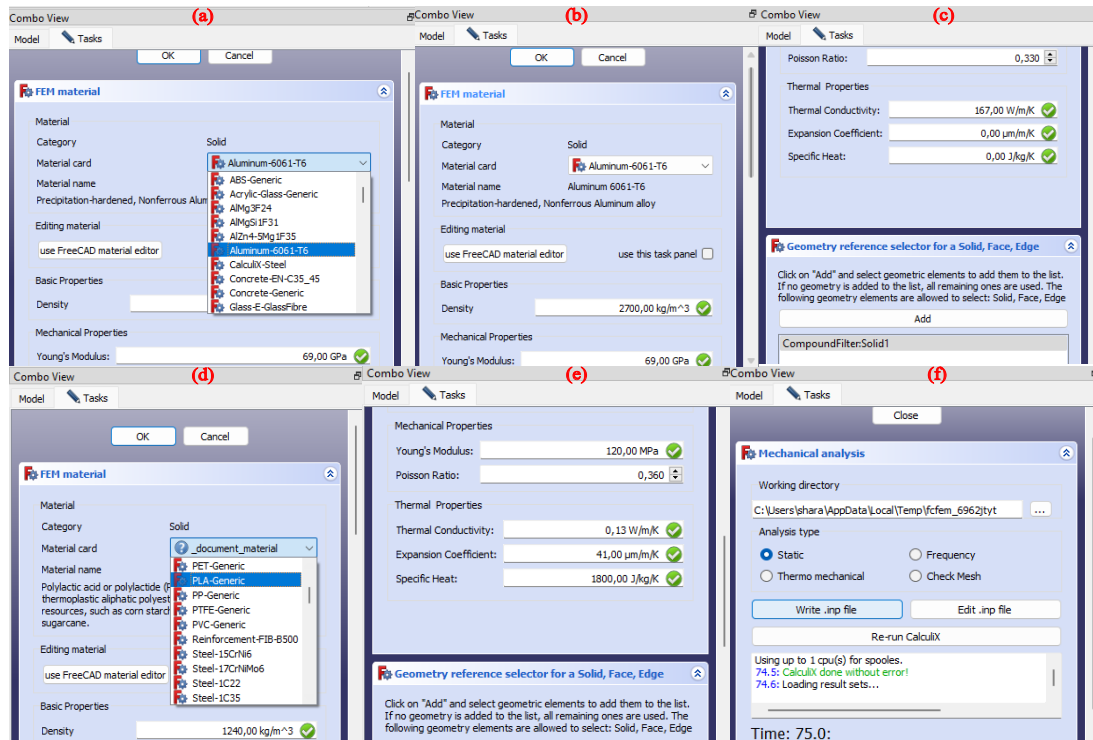 Combo View
(a)
Model
Tasks
OK
Cancel
FEM material
Material
Category
Solid
Material card
Aluminum-6061-T6
Material name
Precipitation-hardened, Nonferrous Alum
ABS-Generic
Acrylic-Glass-Generic
AlMg3F24
AlMgSi1F31
AlZn4-5Mg1F35
Aluminum-6061-T6
CalculiX-Steel
Concrete-EN-C35_45
Concrete-Generic
Glass-E-GlassFibre
Editing material
use FreeCAD material editor
Basic Properties
Density
Mechanical Properties
Young's Modulus:
69,00 GPa
Combo View
(b)
Model
Tasks
OK
Cancel
FEM material
Material
Category
Solid
Material card
Aluminum-6061-T6
Material name
Aluminum 6061-T6
Precipitation-hardened, Nonferrous Aluminum alloy
Editing material
use FreeCAD material editor
use this task panel
Basic Properties
Density
2700,00 kg/m^3
Mechanical Properties
Young's Modulus:
69,00 GPa
Combo View
(c)
Model
Tasks
Poisson Ratio:
0,330
Thermal Properties
Thermal Conductivity:
167,00 W/m/K
Expansion Coefficient:
0,00 µm/m/K
Specific Heat:
0,00 J/kg/K
Geometry reference selector for a Solid, Face, Edge
Click on "Add" and select geometric elements to add them to the list.
If no geometry is added to the list, all remaining ones are used. The
following geometry elements are allowed to select: Solid, Face, Edge
Add
CompoundFilter:Solid1
Combo View
(d)
Model
Tasks
OK
Cancel
FEM material
Material
Category
Solid
Material card
_document_material
Material name
Polylactic acid or polylactide (P
thermoplastic aliphatic polyest
resources, such as corn starch
sugarcane.
PET-Generic
PLA-Generic
PP-Generic
PTFE-Generic
PVC-Generic
Reinforcement-FIB-B500
Steel-15CrNi6
Steel-17CrNiMo6
Steel-1C22
Steel-1C35
Editing material
use FreeCAD material editor
Basic Properties
Density
1240,00 kg/m^3
Combo View
(e)
Model
Tasks
Mechanical Properties
Young's Modulus:
120,00 MPa
Poisson Ratio:
0,360
Thermal Properties
Thermal Conductivity:
0,13 W/m/K
Expansion Coefficient:
41,00 µm/m/K
Specific Heat:
1800,00 J/kg/K
Geometry reference selector for a Solid, Face, Edge
Click on "Add" and select geometric elements to add them to the list.
If no geometry is added to the list, all remaining ones are used. The
following geometry elements are allowed to select: Solid, Face, Edge
Combo View
(f)
Model
Tasks
Close
Mechanical analysis
Working directory
C:\Users\shara\AppData\Local\Temp\fcfem_6962jtyt
...
Analysis type
Static
Frequency
Thermo mechanical
Check Mesh
Write .inp file
Edit .inp file
Re-run CalculiX
Using up to 1 cpu(s) for spooles.
74.5: CalculiX done without error!
74.6: Loading result sets...
Time: 75.0: